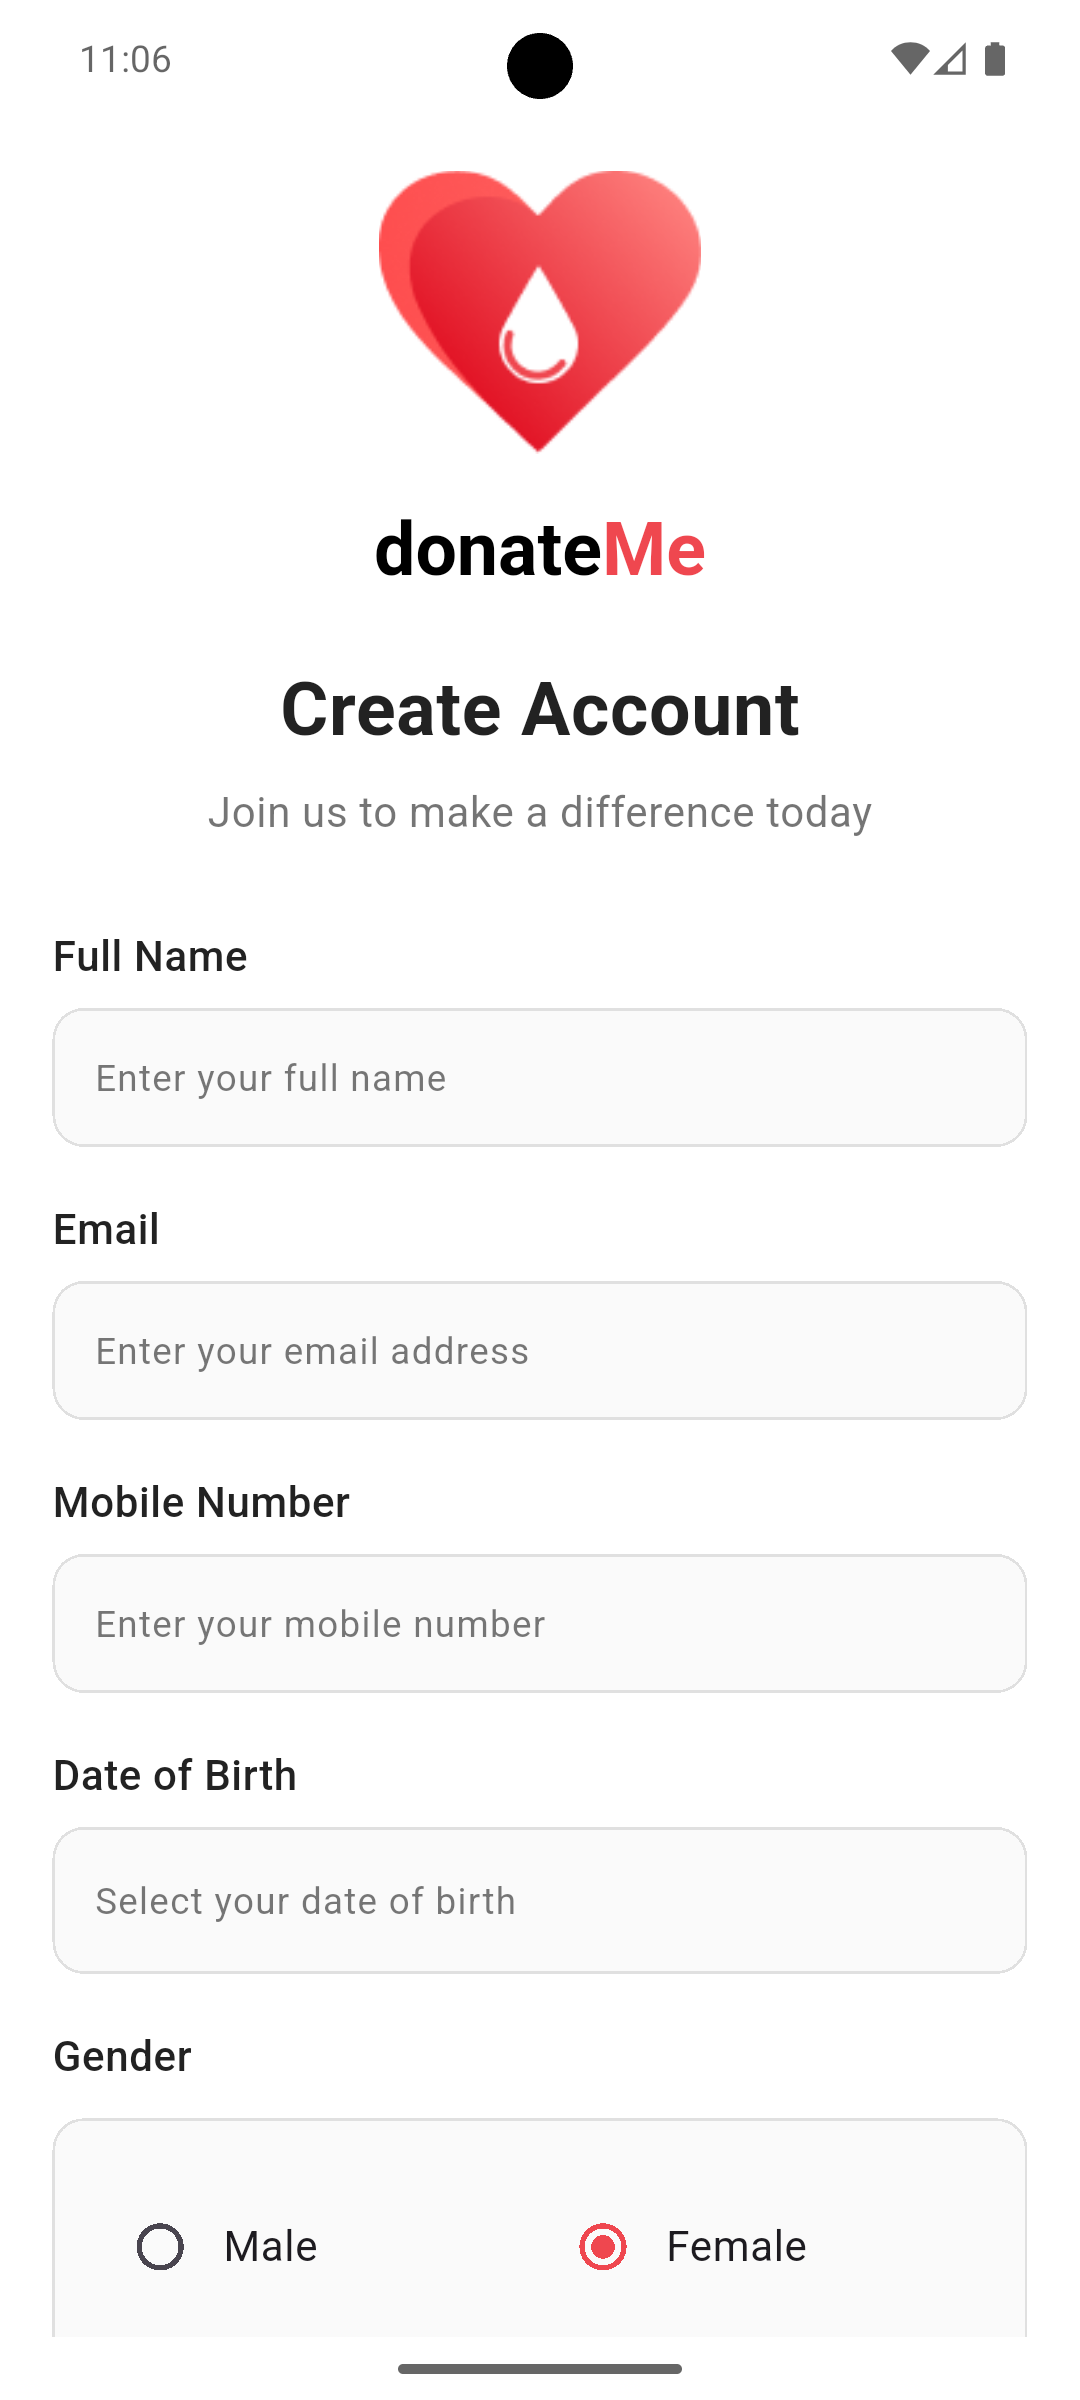 11:06
donateMe
Create Account
Join us to make a difference today
Full Name
Enter your full name
Email
Enter your email address
Mobile Number
Enter your mobile number
Date of Birth
Select your date of birth
Gender
Male Female